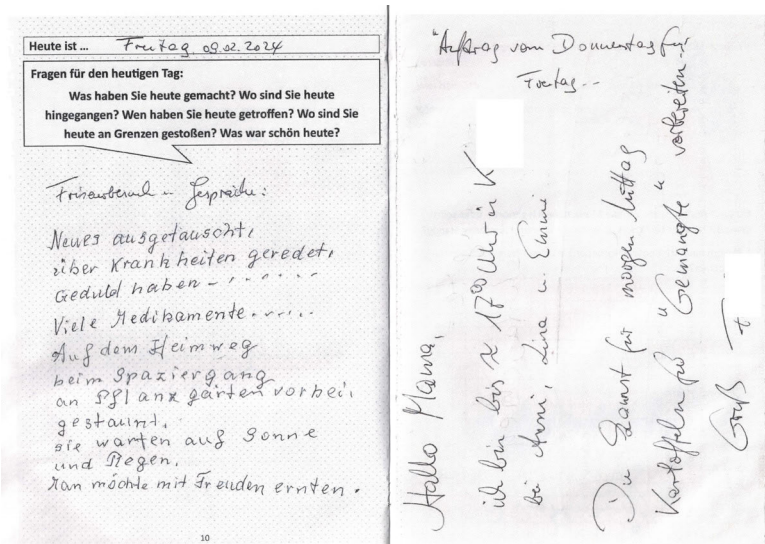 Heute ist ... Freitag, 09.02.2024
Fragen für den heutigen Tag:
Was haben Sie heute gemacht? Wo sind Sie heute
hingegangen? Wen haben Sie heute getroffen? Wo sind Sie
heute an Grenzen gestoßen? Was war schön heute?
Friseurbesuch u Gespräche:
Neues ausgetauscht,
über Krankheiten geredet,
Geduld haben - . . . . . .
Viele Medikamente. . . . .
Auf dem Heimweg
beim Spaziergang
an Pflanzgärten vorbei,
gestaunt.
sie warten auf Sonne
und Regen.
Man möchte mit Freuden ernten.
10
"Auftrag vom Donnerstag für
Freitag --
Hallo Mama,
ich bin bis 17⁰⁰ Uhr in K
bei Anni, Lina u. Emmi
Du kannst für morgen Mittag
Kartoffeln für "Gemangte" vorbereiten
Gruß T